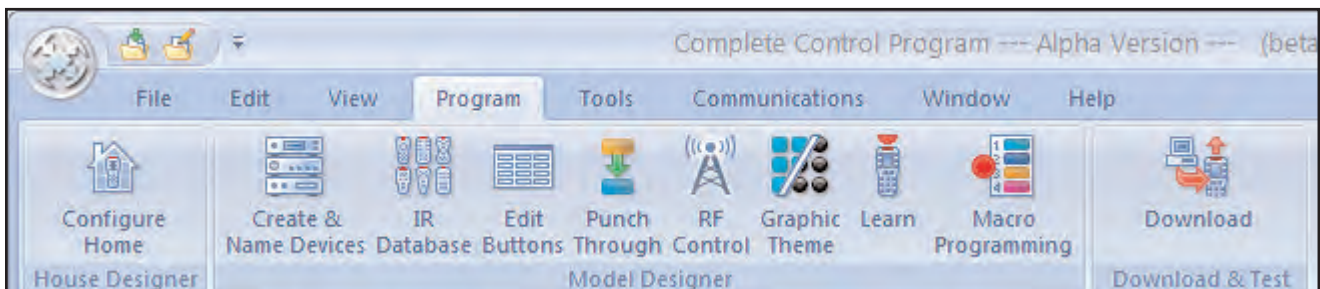 Complete Control Program --- Alpha Version --- (beta
File Edit View Program Tools Communications Window Help
Configure Home
Create & Name Devices
IR Database
Edit Buttons
Punch Through
RF Control
Graphic Theme
Learn
Macro Programming
Download
House Designer
Model Designer
Download & Test